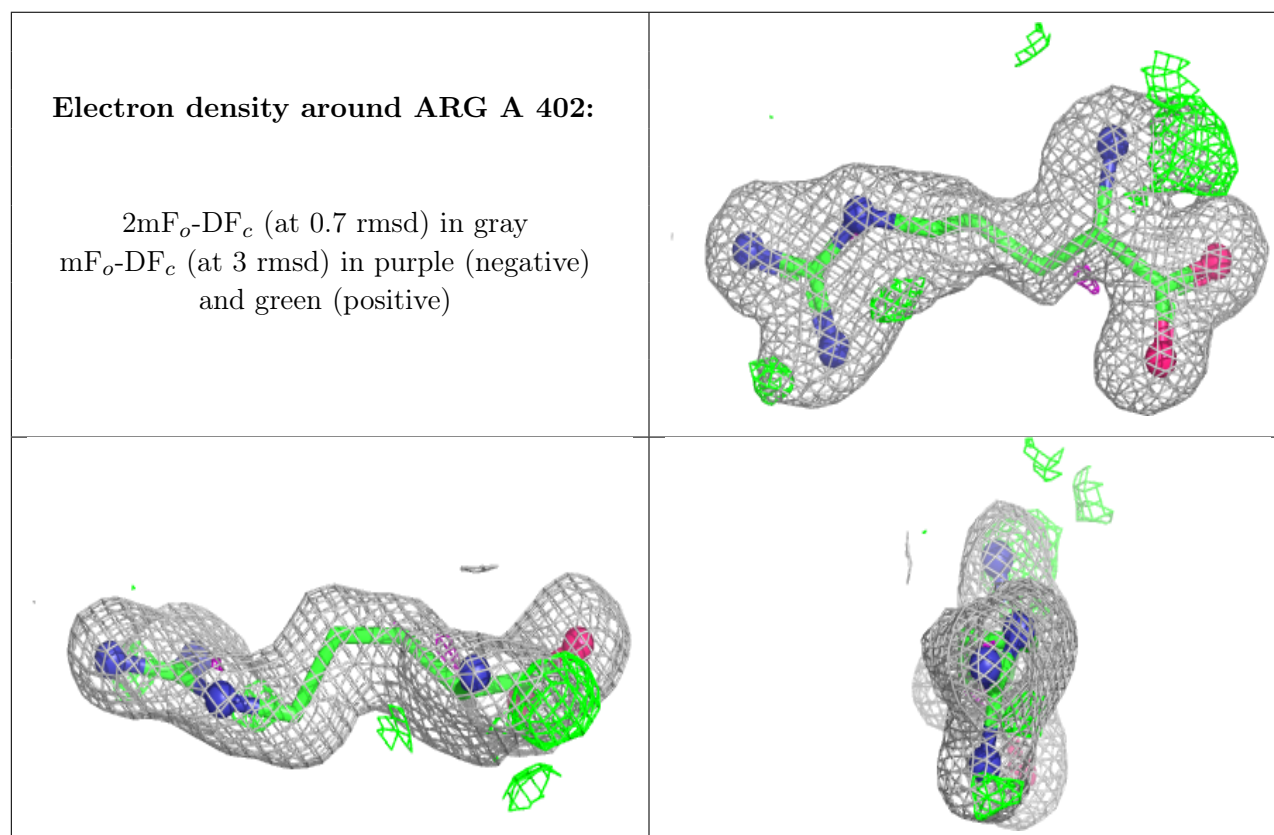 Electron density around ARG A 402:
2mFₒ-DF𝒸 (at 0.7 rmsd) in gray
mFₒ-DF𝒸 (at 3 rmsd) in purple (negative)
and green (positive)